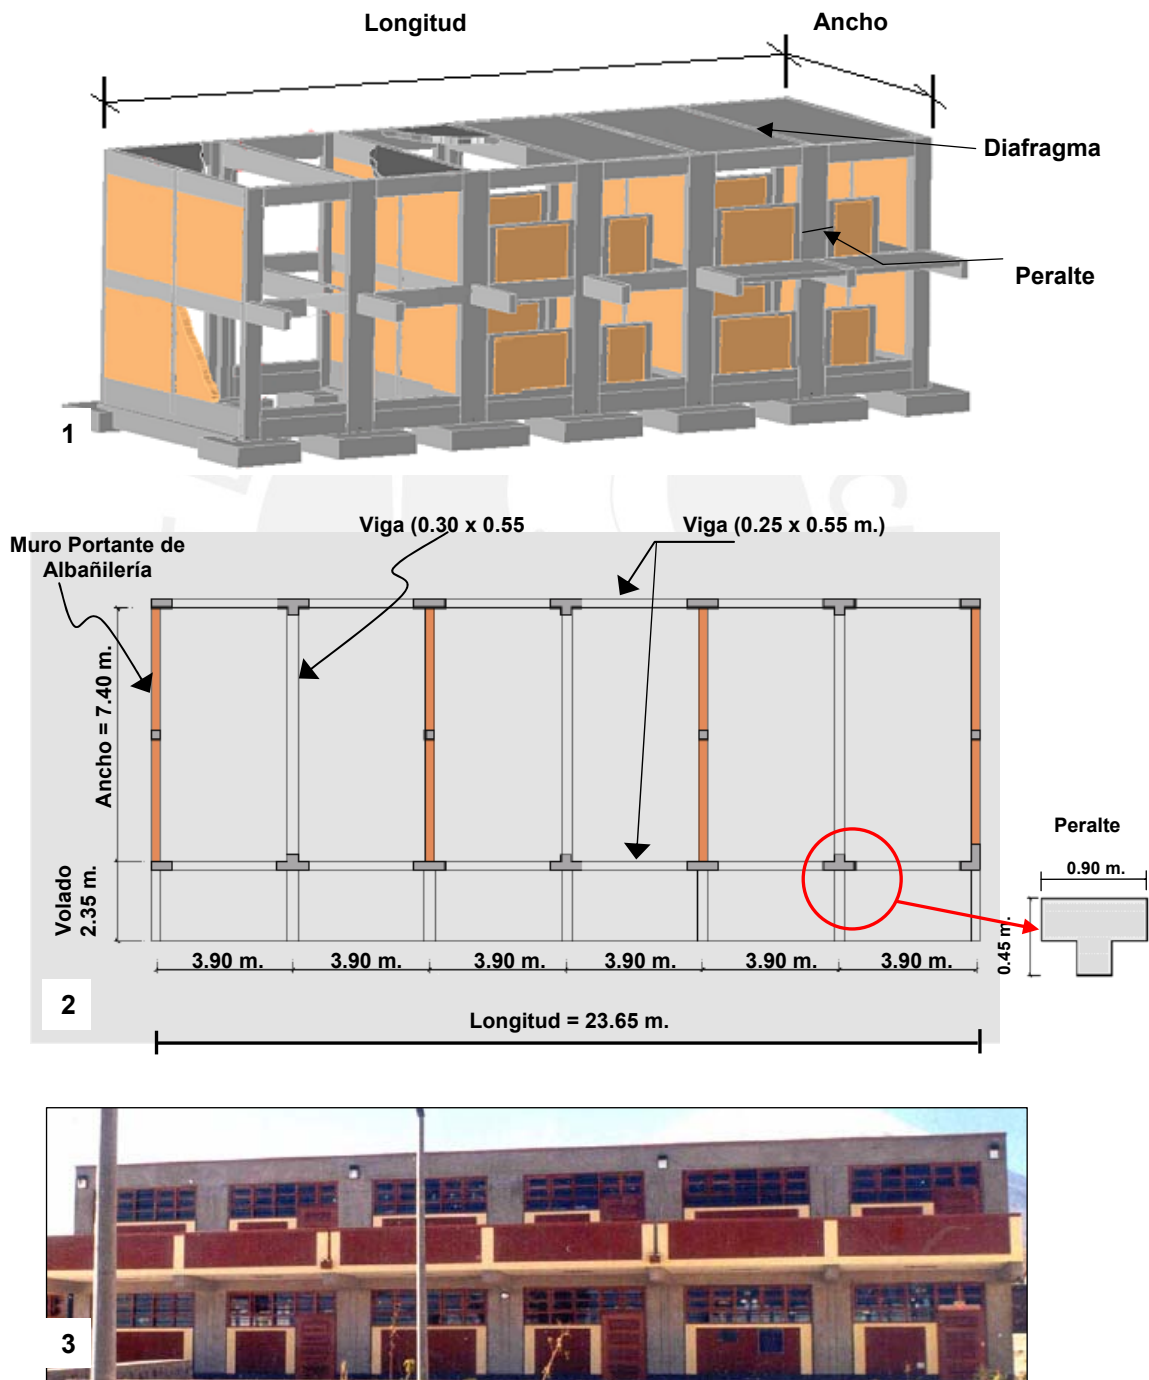 Longitud
Ancho
Diafragma
Peralte
1
Viga (0.30 x 0.55
Viga (0.25 x 0.55 m.)
Muro Portante de
Albañilería
Ancho = 7.40 m.
Volado
2.35 m.
Peralte
0.90 m.
0.45 m.
3.90 m.
3.90 m.
3.90 m.
3.90 m.
3.90 m.
3.90 m.
2
Longitud = 23.65 m.
3